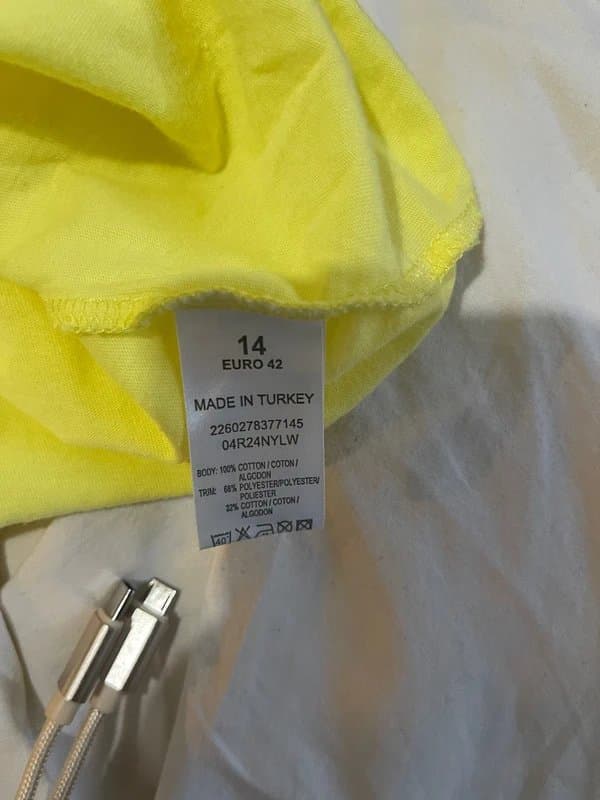 14
EURO 42
MADE IN TURKEY
2260278377145
04R24NYLW
BODY: 100% COTTON / COTON /
ALGODON
TRIM: 68% POLYESTER/POLYESTER/
POLIESTER
32% COTTON / COTON /
ALGODON
40°